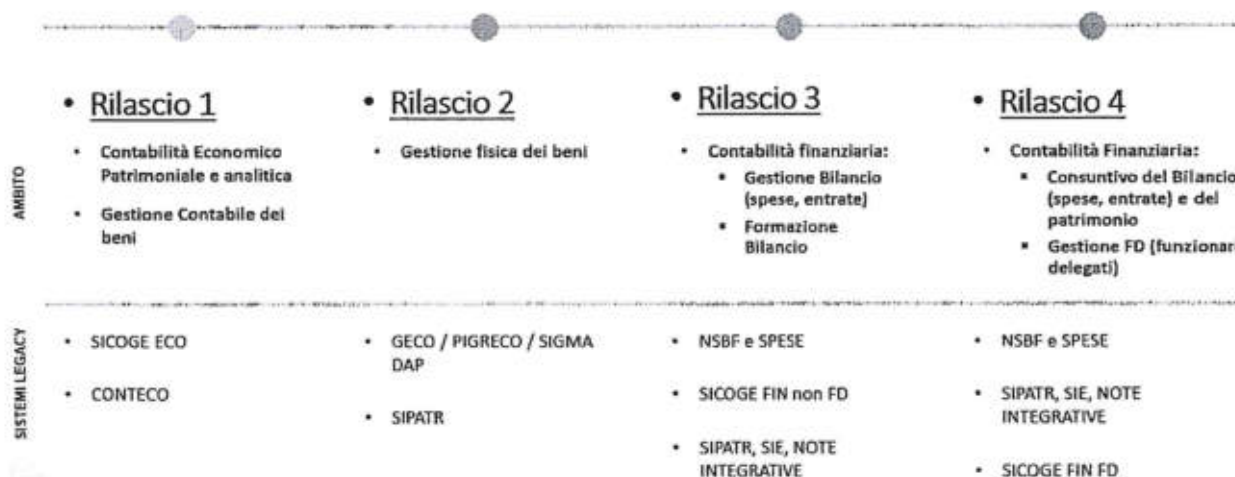 • Rilascio 1
• Contabilità Economico
Patrimoniale e analitica
• Gestione Contabile dei
beni
• Rilascio 2
• Gestione fisica dei beni
• Rilascio 3
• Contabilità finanziaria:
▪ Gestione Bilancio
(spese, entrate)
▪ Formazione
Bilancio
• Rilascio 4
• Contabilità Finanziaria:
▪ Consuntivo del Bilancio
(spese, entrate) e del
patrimonio
▪ Gestione FD (funzionari
delegati)
AMBITO
SISTEMI LEGACY
• SICOGE ECO
• CONTECO
• GECO / PIGRECO / SIGMA
DAP
• SIPATR
• NSBF e SPESE
• SICOGE FIN non FD
• SIPATR, SIE, NOTE
INTEGRATIVE
• NSBF e SPESE
• SIPATR, SIE, NOTE
INTEGRATIVE
• SICOGE FIN FD